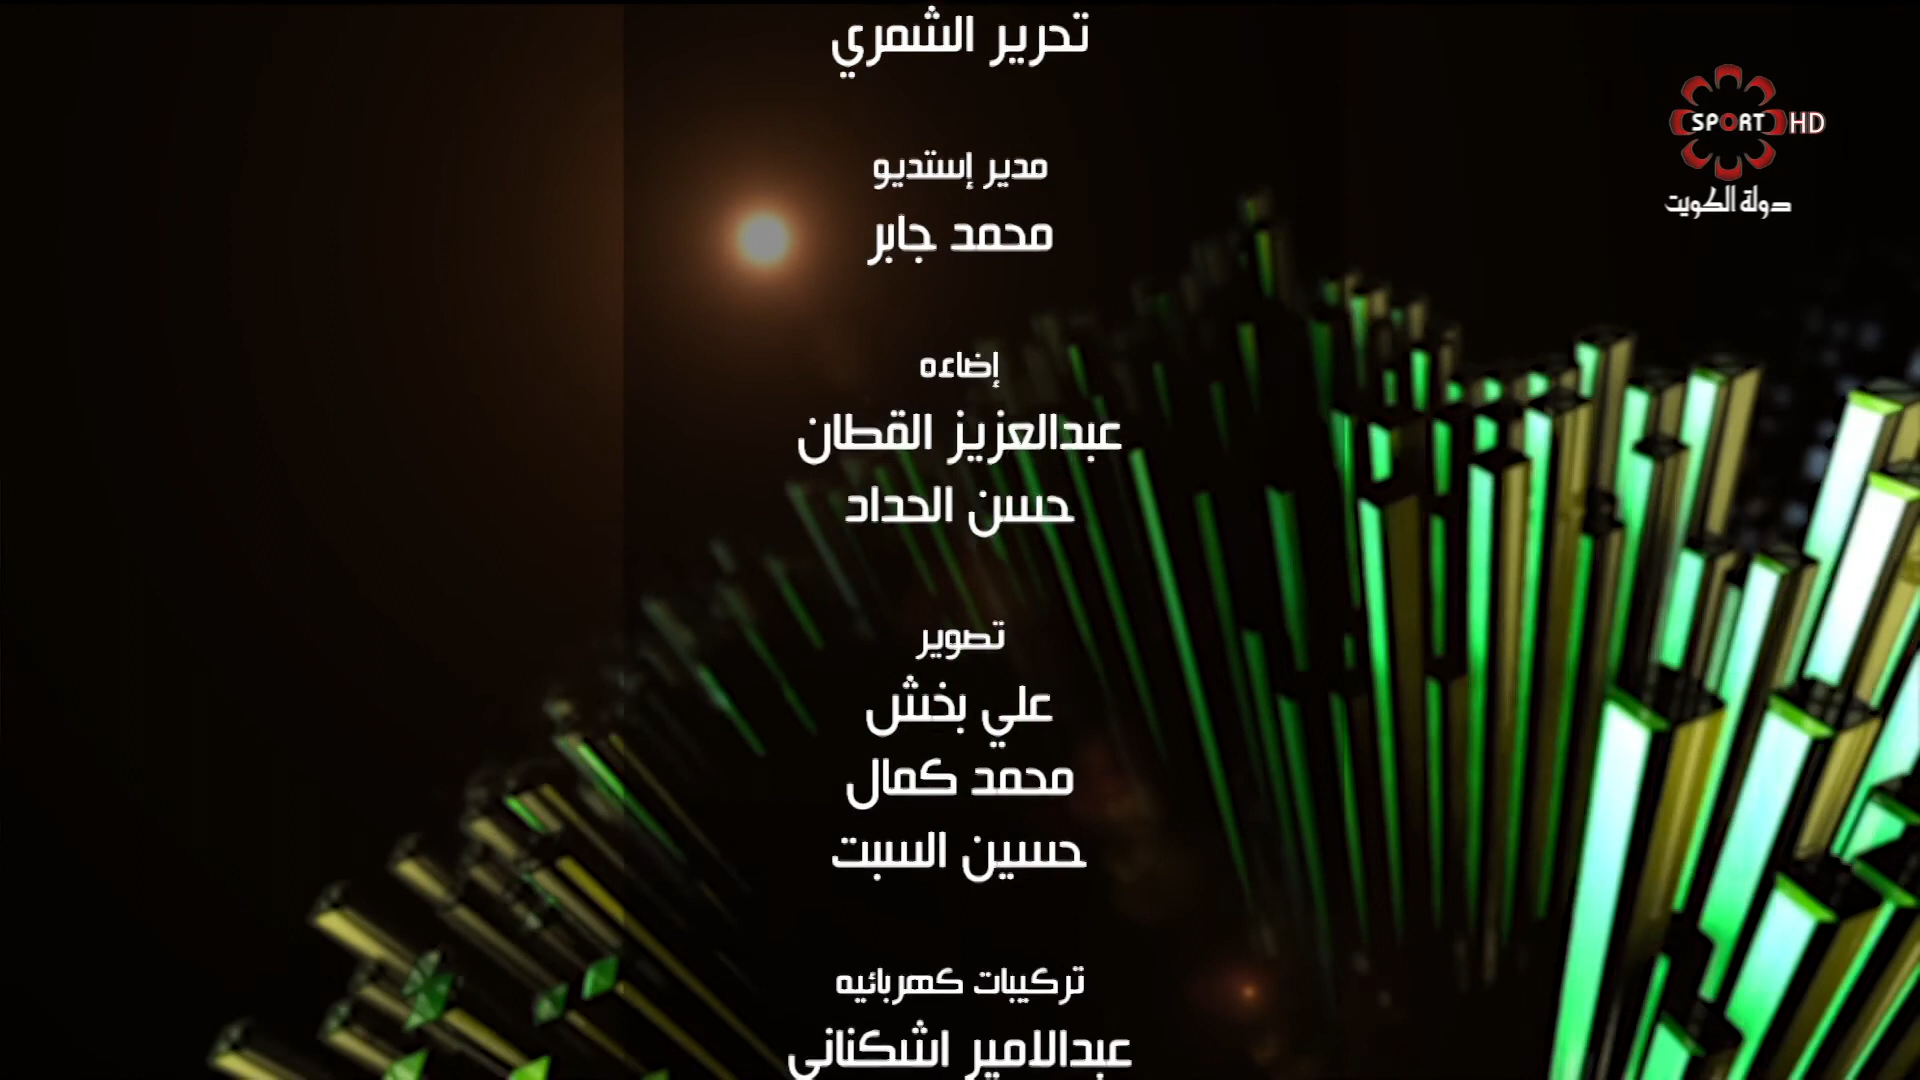 تحرير الشمري
SPORT HD
دولة الكويت
مدير إستديو
محمد جابر
إضاءه
عبدالعزيز القطان
حسن الحداد
تصوير
علي بخش
محمد كمال
حسين السبت
تركيبات كهربائيه
عبدالامير اشكناني